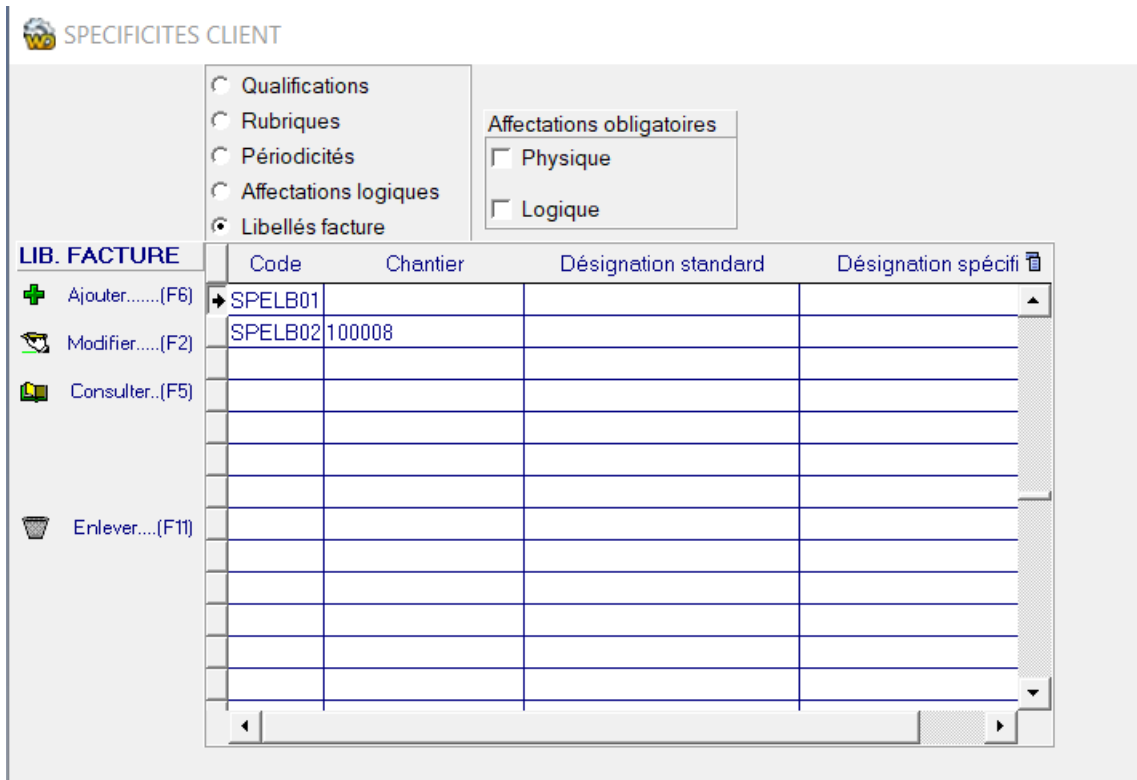 SPECIFICITES CLIENT
Qualifications
Rubriques
Périodicités
Affectations logiques
Libellés facture
Affectations obligatoires
Physique
Logique
LIB. FACTURE
Ajouter.......(F6)
Modifier.....(F2)
Consulter..(F5)
Enlever....(F11)
Code Chantier Désignation standard Désignation spécifi
SPELB01
SPELB02 100008